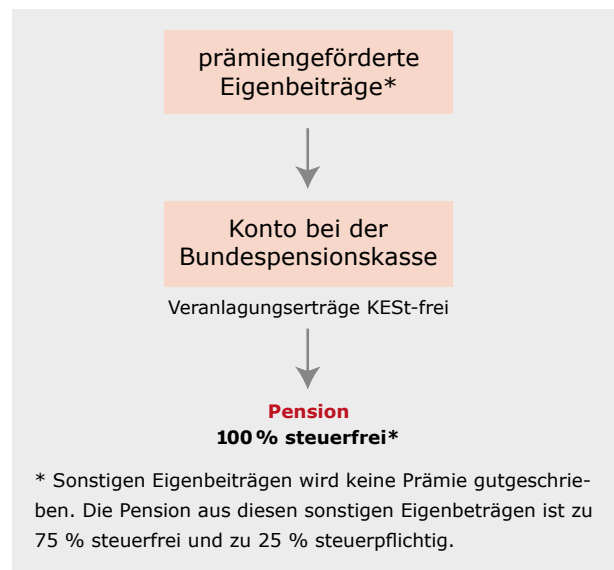 prämiengeförderte
Eigenbeiträge*
Konto bei der
Bundespensionskasse
Veranlagungserträge KESt-frei
Pension
100 % steuerfrei*
* Sonstigen Eigenbeiträgen wird keine Prämie gutgeschrie-
ben. Die Pension aus diesen sonstigen Eigenbeträgen ist zu
75 % steuerfrei und zu 25 % steuerpflichtig.